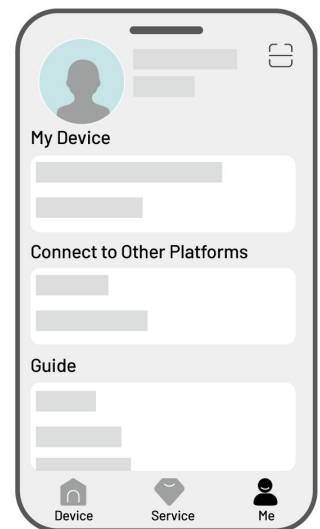 My Device
Connect to Other Platforms
Guide
Device
Service
Me